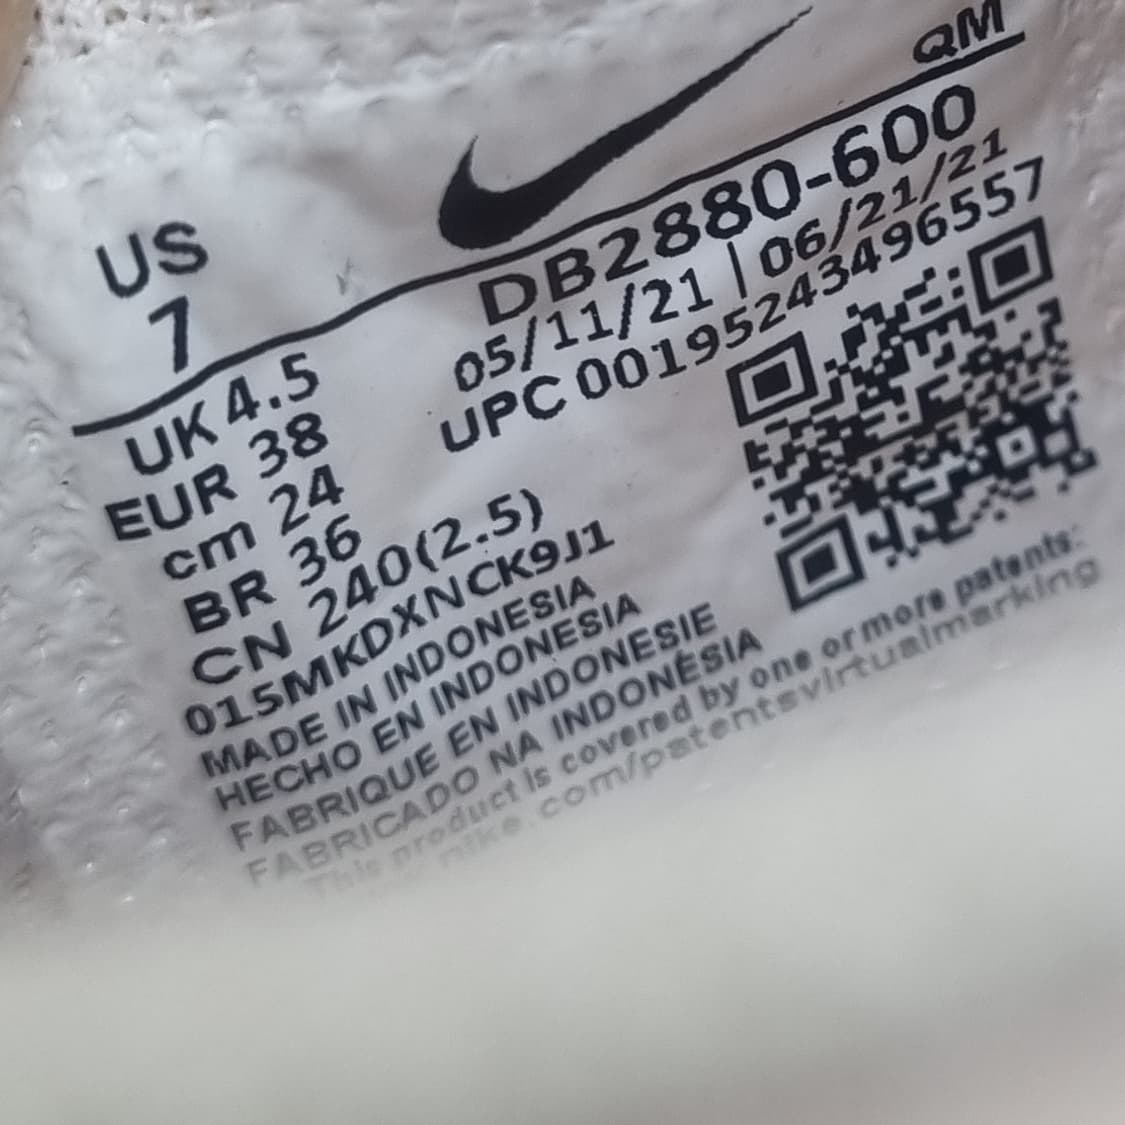 QM
US
7
DB2880-600
05/11/21 | 06/21/21
UPC 00195243496557
UK 4.5
EUR 38
cm 24
BR 36
CN 240(2.5)
015MKDXNCK9J1
MADE IN INDONESIA
HECHO EN INDONESIA
FABRIQUE EN INDONESIE
FABRICADO NA INDONÉSIA
This product is covered by one or more patents:
nike.com/patentsvirtualmarking